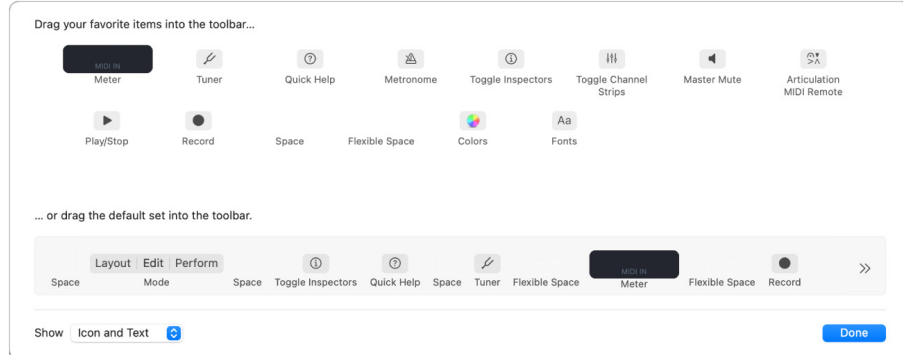 Drag your favorite items into the toolbar...
MIDI IN
Meter
Tuner
Quick Help
Metronome
Toggle Inspectors
Toggle Channel
Strips
Master Mute
Articulation
MIDI Remote
Play/Stop
Record
Space
Flexible Space
Colors
Aa
Fonts
... or drag the default set into the toolbar.
Layout Edit Perform
MIDI IN
Space Mode Space Toggle Inspectors Quick Help Space Tuner Flexible Space Meter Flexible Space Record
Show Icon and Text Done